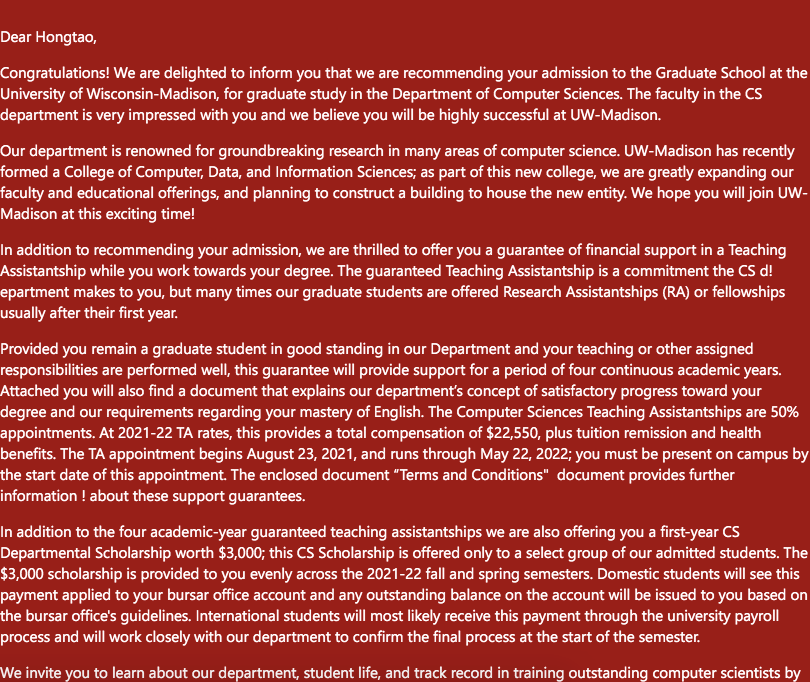 Dear Hongtao,
Congratulations! We are delighted to inform you that we are recommending your admission to the Graduate School at the
University of Wisconsin-Madison, for graduate study in the Department of Computer Sciences. The faculty in the CS
department is very impressed with you and we believe you will be highly successful at UW-Madison.
Our department is renowned for groundbreaking research in many areas of computer science. UW-Madison has recently
formed a College of Computer, Data, and Information Sciences; as part of this new college, we are greatly expanding our
faculty and educational offerings, and planning to construct a building to house the new entity. We hope you will join UW-
Madison at this exciting time!
In addition to recommending your admission, we are thrilled to offer you a guarantee of financial support in a Teaching
Assistantship while you work towards your degree. The guaranteed Teaching Assistantship is a commitment the CS d!
epartment makes to you, but many times our graduate students are offered Research Assistantships (RA) or fellowships
usually after their first year.
Provided you remain a graduate student in good standing in our Department and your teaching or other assigned
responsibilities are performed well, this guarantee will provide support for a period of four continuous academic years.
Attached you will also find a document that explains our department's concept of satisfactory progress toward your
degree and our requirements regarding your mastery of English. The Computer Sciences Teaching Assistantships are 50%
appointments. At 2021-22 TA rates, this provides a total compensation of $22,550, plus tuition remission and health
benefits. The TA appointment begins August 23, 2021, and runs through May 22, 2022; you must be present on campus by
the start date of this appointment. The enclosed document “Terms and Conditions"  document provides further
information ! about these support guarantees.
In addition to the four academic-year guaranteed teaching assistantships we are also offering you a first-year CS
Departmental Scholarship worth $3,000; this CS Scholarship is offered only to a select group of our admitted students. The
$3,000 scholarship is provided to you evenly across the 2021-22 fall and spring semesters. Domestic students will see this
payment applied to your bursar office account and any outstanding balance on the account will be issued to you based on
the bursar office's guidelines. International students will most likely receive this payment through the university payroll
process and will work closely with our department to confirm the final process at the start of the semester.
We invite you to learn about our department, student life, and track record in training outstanding computer scientists by